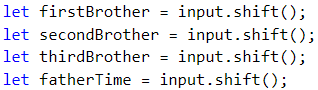 let firstBrother = input.shift();
let secondBrother = input.shift();
let thirdBrother = input.shift();
let fatherTime = input.shift();